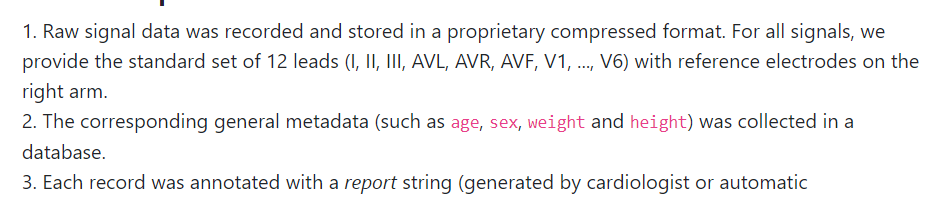 1. Raw signal data was recorded and stored in a proprietary compressed format. For all signals, we
provide the standard set of 12 leads (I, II, III, AVL, AVR, AVF, V1, ..., V6) with reference electrodes on the
right arm.
2. The corresponding general metadata (such as age, sex, weight and height) was collected in a
database.
3. Each record was annotated with a report string (generated by cardiologist or automatic